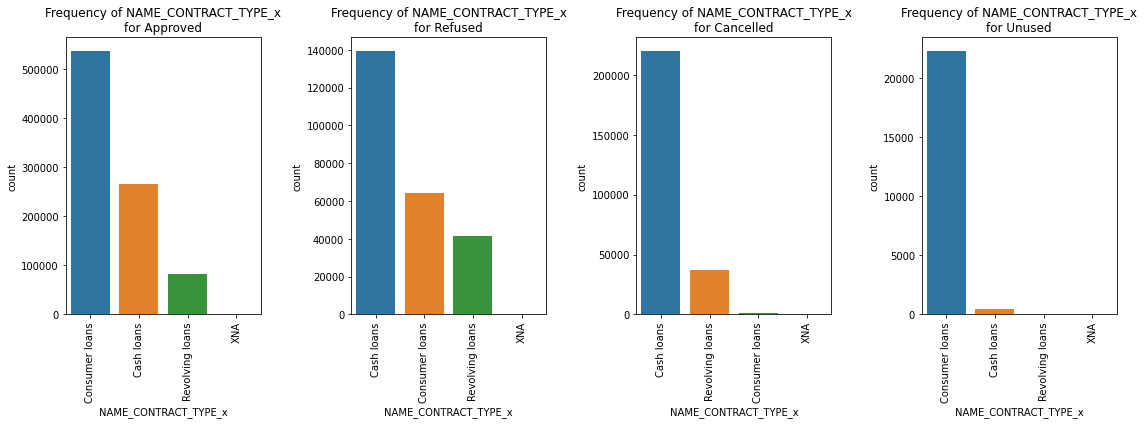 Frequency of NAME_CONTRACT_TYPE_x
for Approved
500000
400000
300000
200000
100000
0
count
Consumer loans
Cash loans
Revolving loans
XNA
NAME_CONTRACT_TYPE_x
Frequency of NAME_CONTRACT_TYPE_x
for Refused
140000
120000
100000
80000
60000
40000
20000
0
count
Cash loans
Consumer loans
Revolving loans
XNA
NAME_CONTRACT_TYPE_x
Frequency of NAME_CONTRACT_TYPE_x
for Cancelled
200000
150000
100000
50000
0
count
Cash loans
Revolving loans
Consumer loans
XNA
NAME_CONTRACT_TYPE_x
Frequency of NAME_CONTRACT_TYPE_x
for Unused
20000
15000
10000
5000
0
count
Consumer loans
Cash loans
Revolving loans
XNA
NAME_CONTRACT_TYPE_x